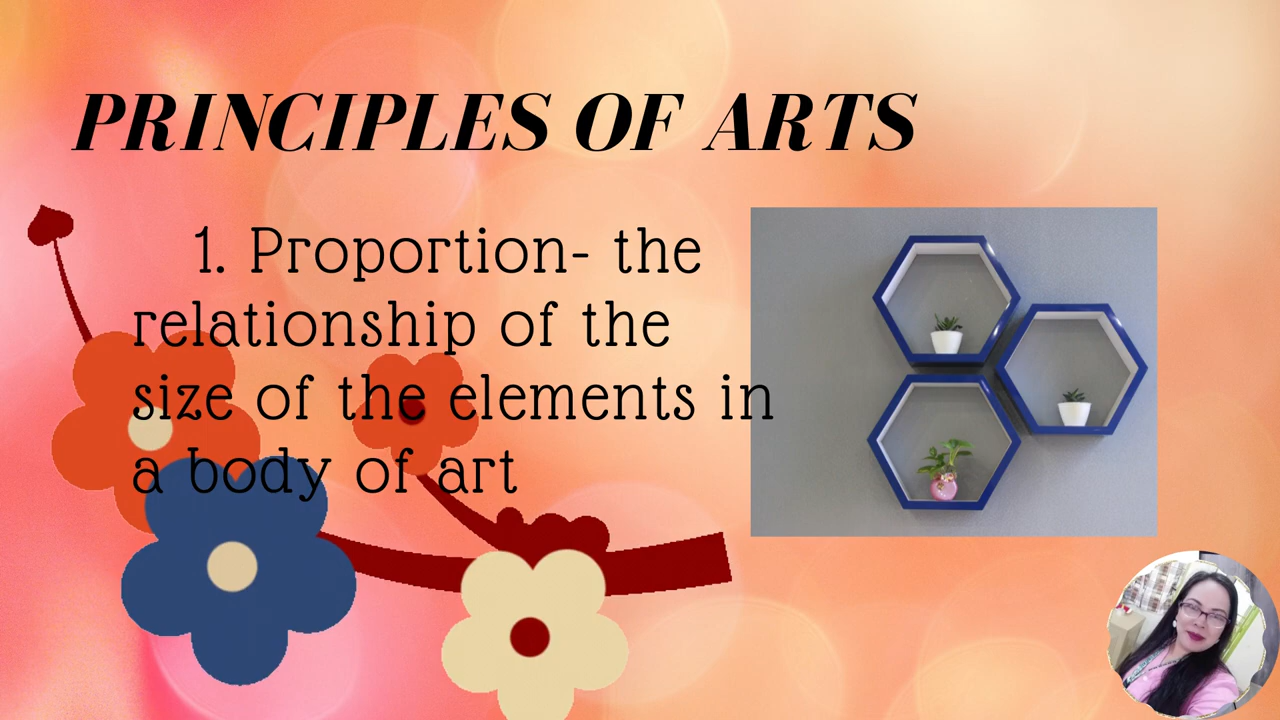 PRINCIPLES OF ARTS
1. Proportion- the
relationship of the
size of the elements in
a body of art